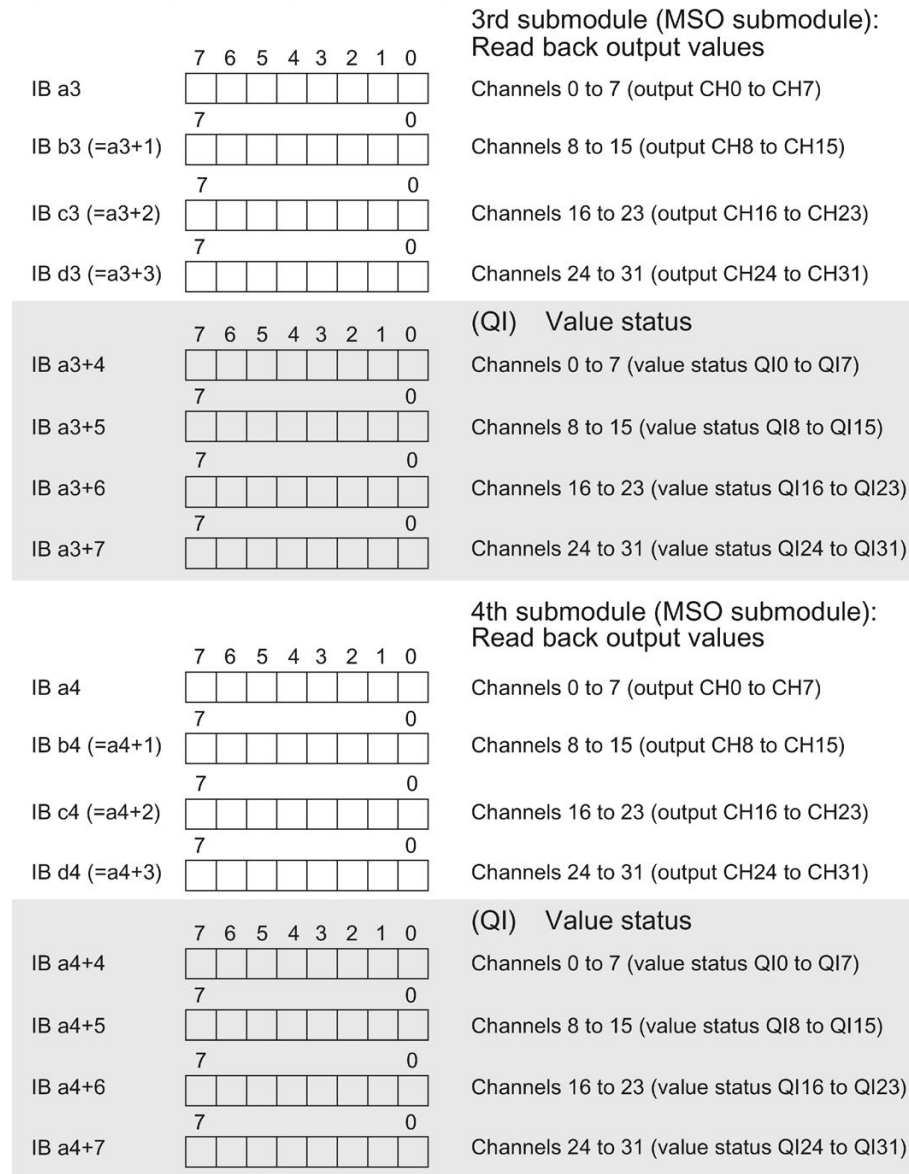 3rd submodule (MSO submodule):
Read back output values
7 6 5 4 3 2 1 0
IB a3 Channels 0 to 7 (output CH0 to CH7)
7 0
IB b3 (=a3+1) Channels 8 to 15 (output CH8 to CH15)
7 0
IB c3 (=a3+2) Channels 16 to 23 (output CH16 to CH23)
7 0
IB d3 (=a3+3) Channels 24 to 31 (output CH24 to CH31)
(QI) Value status
7 6 5 4 3 2 1 0
IB a3+4 Channels 0 to 7 (value status QI0 to QI7)
7 0
IB a3+5 Channels 8 to 15 (value status QI8 to QI15)
7 0
IB a3+6 Channels 16 to 23 (value status QI16 to QI23)
7 0
IB a3+7 Channels 24 to 31 (value status QI24 to QI31)
4th submodule (MSO submodule):
Read back output values
7 6 5 4 3 2 1 0
IB a4 Channels 0 to 7 (output CH0 to CH7)
7 0
IB b4 (=a4+1) Channels 8 to 15 (output CH8 to CH15)
7 0
IB c4 (=a4+2) Channels 16 to 23 (output CH16 to CH23)
7 0
IB d4 (=a4+3) Channels 24 to 31 (output CH24 to CH31)
(QI) Value status
7 6 5 4 3 2 1 0
IB a4+4 Channels 0 to 7 (value status QI0 to QI7)
7 0
IB a4+5 Channels 8 to 15 (value status QI8 to QI15)
7 0
IB a4+6 Channels 16 to 23 (value status QI16 to QI23)
7 0
IB a4+7 Channels 24 to 31 (value status QI24 to QI31)